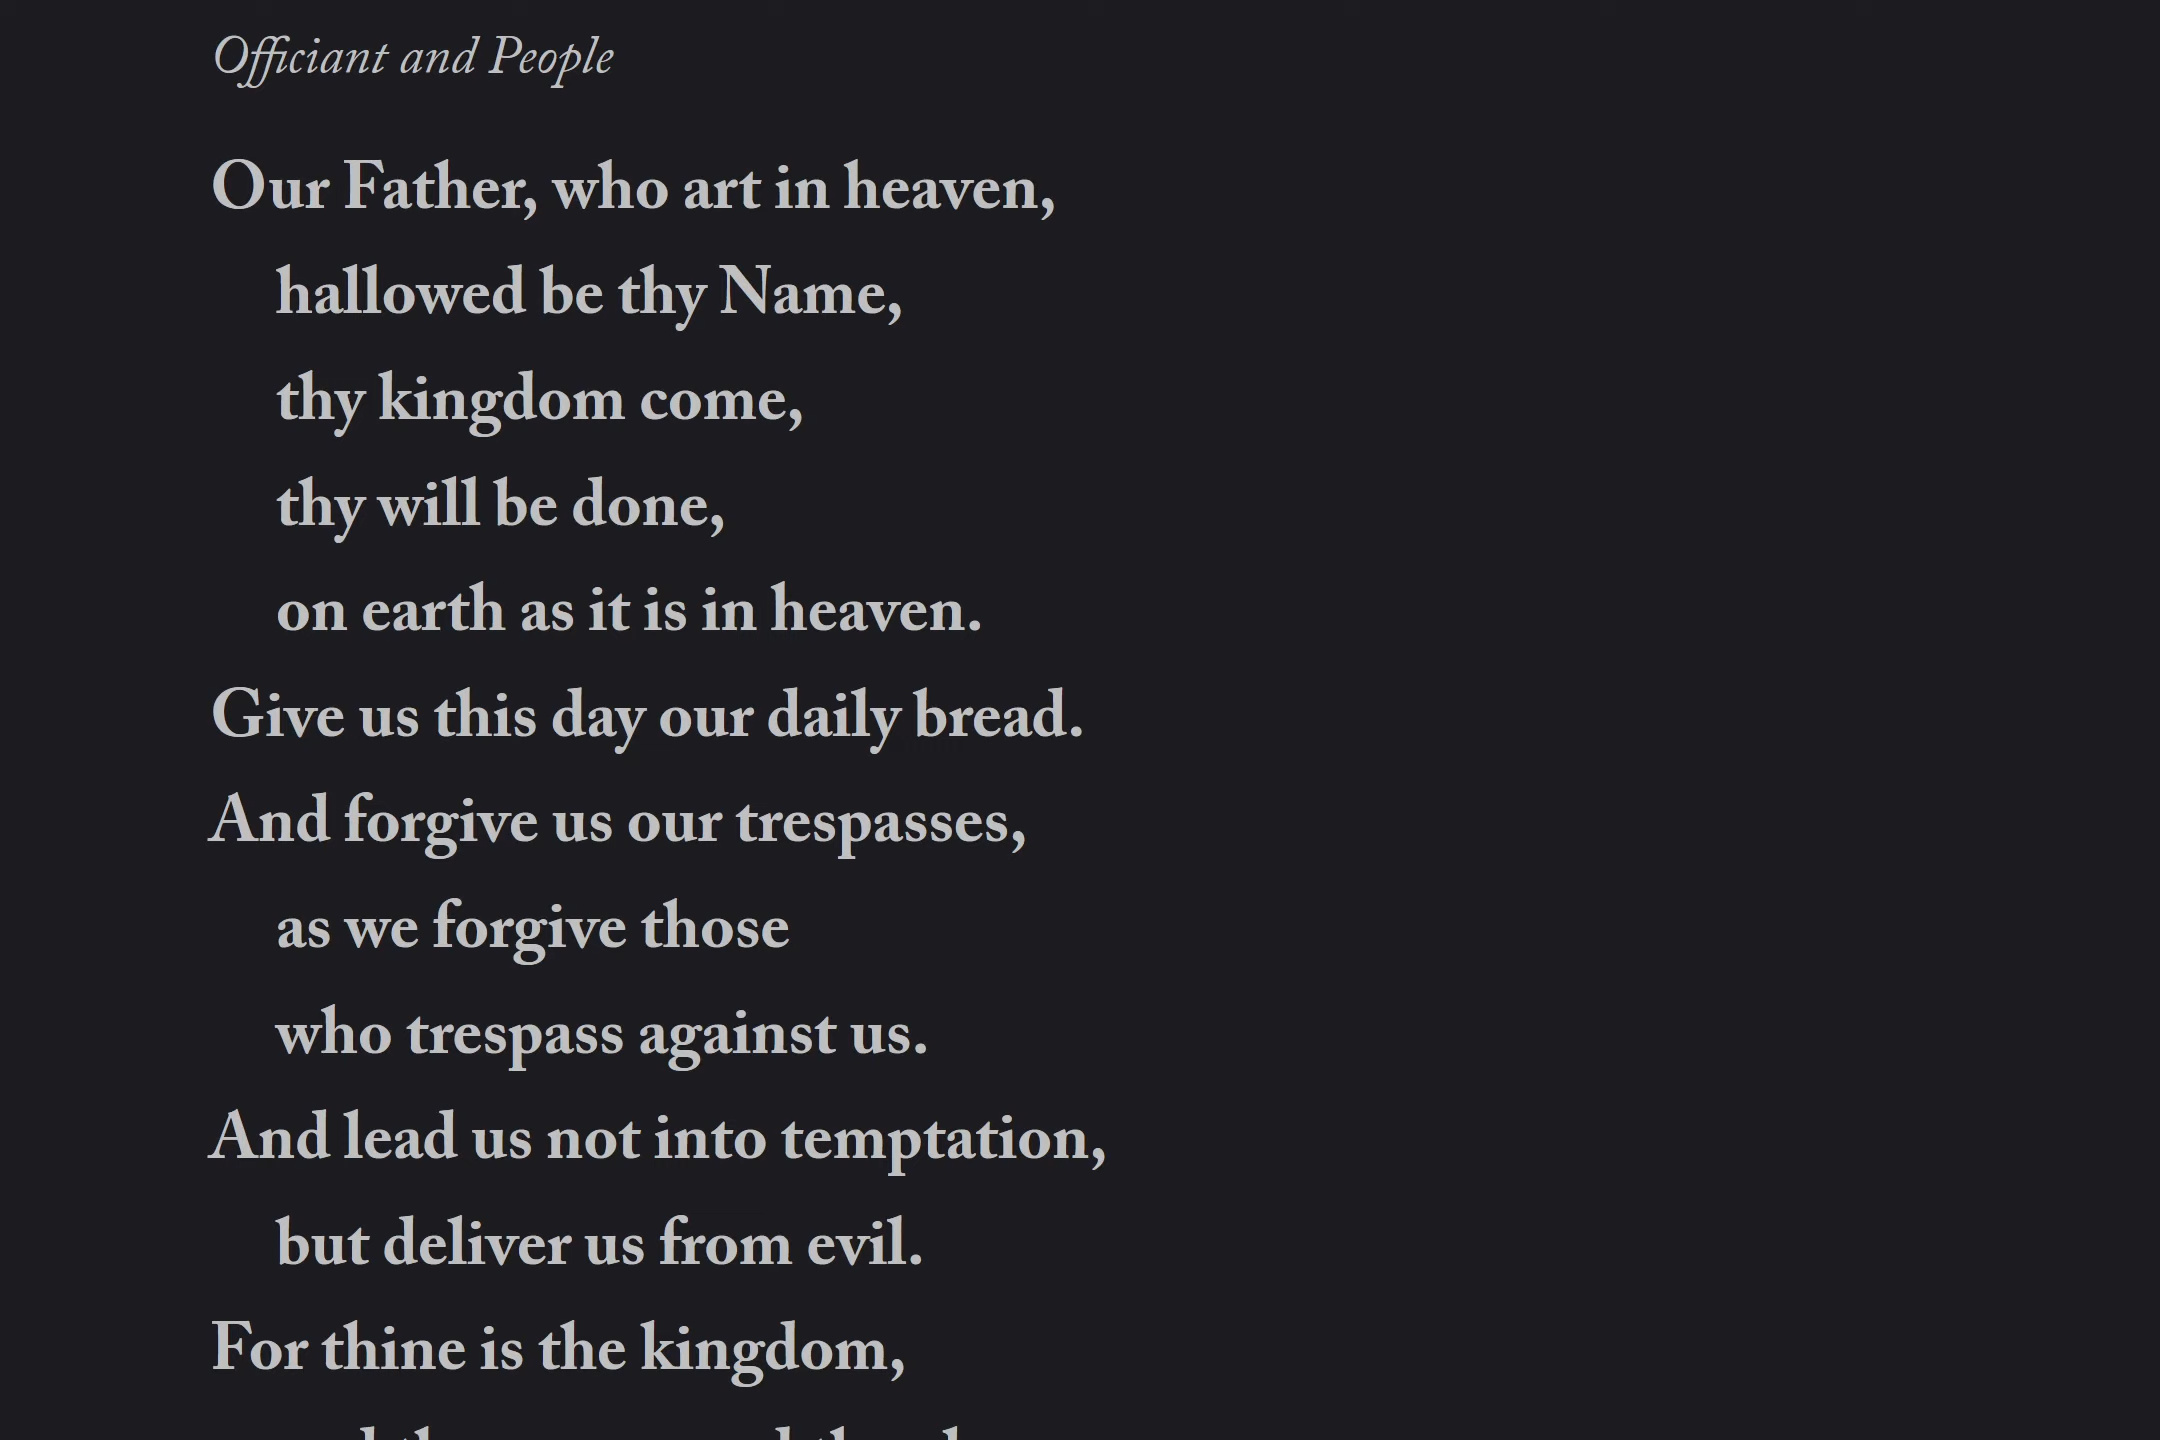 Officiant and People
Our Father, who art in heaven,
hallowed be thy Name,
thy kingdom come,
thy will be done,
on earth as it is in heaven.
Give us this day our daily bread.
And forgive us our trespasses,
as we forgive those
who trespass against us.
And lead us not into temptation,
but deliver us from evil.
For thine is the kingdom,